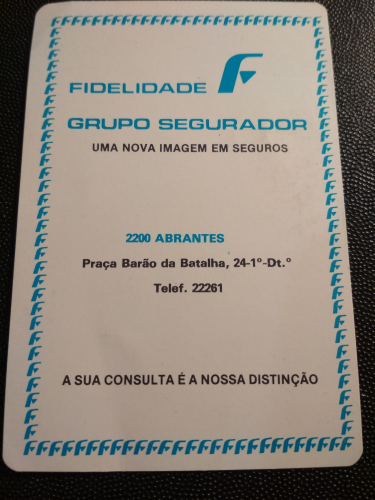 FIDELIDADE
GRUPO SEGURADOR
UMA NOVA IMAGEM EM SEGUROS
2200 ABRANTES
Praça Barão da Batalha, 24-1º-Dt.º
Telef. 22261
A SUA CONSULTA É A NOSSA DISTINÇÃO